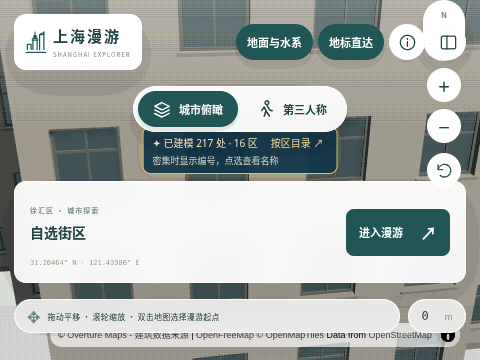 上海漫游
SHANGHAI EXPLORER
地面与水系
地标直达
N
城市俯瞰
第三人称
+
−
✦ 已建模 217 处 · 16 区 按区目录 ↗
密集时显示编号，点选查看名称
徐汇区 · 城市探索
自选街区
31.20464° N · 121.43986° E
进入漫游 ↗
拖动平移 · 滚轮缩放 · 双击地图选择漫游起点
0 m
© Overture Maps · 建筑数据来源 | OpenFreeMap © OpenMapTiles Data from OpenStreetMap